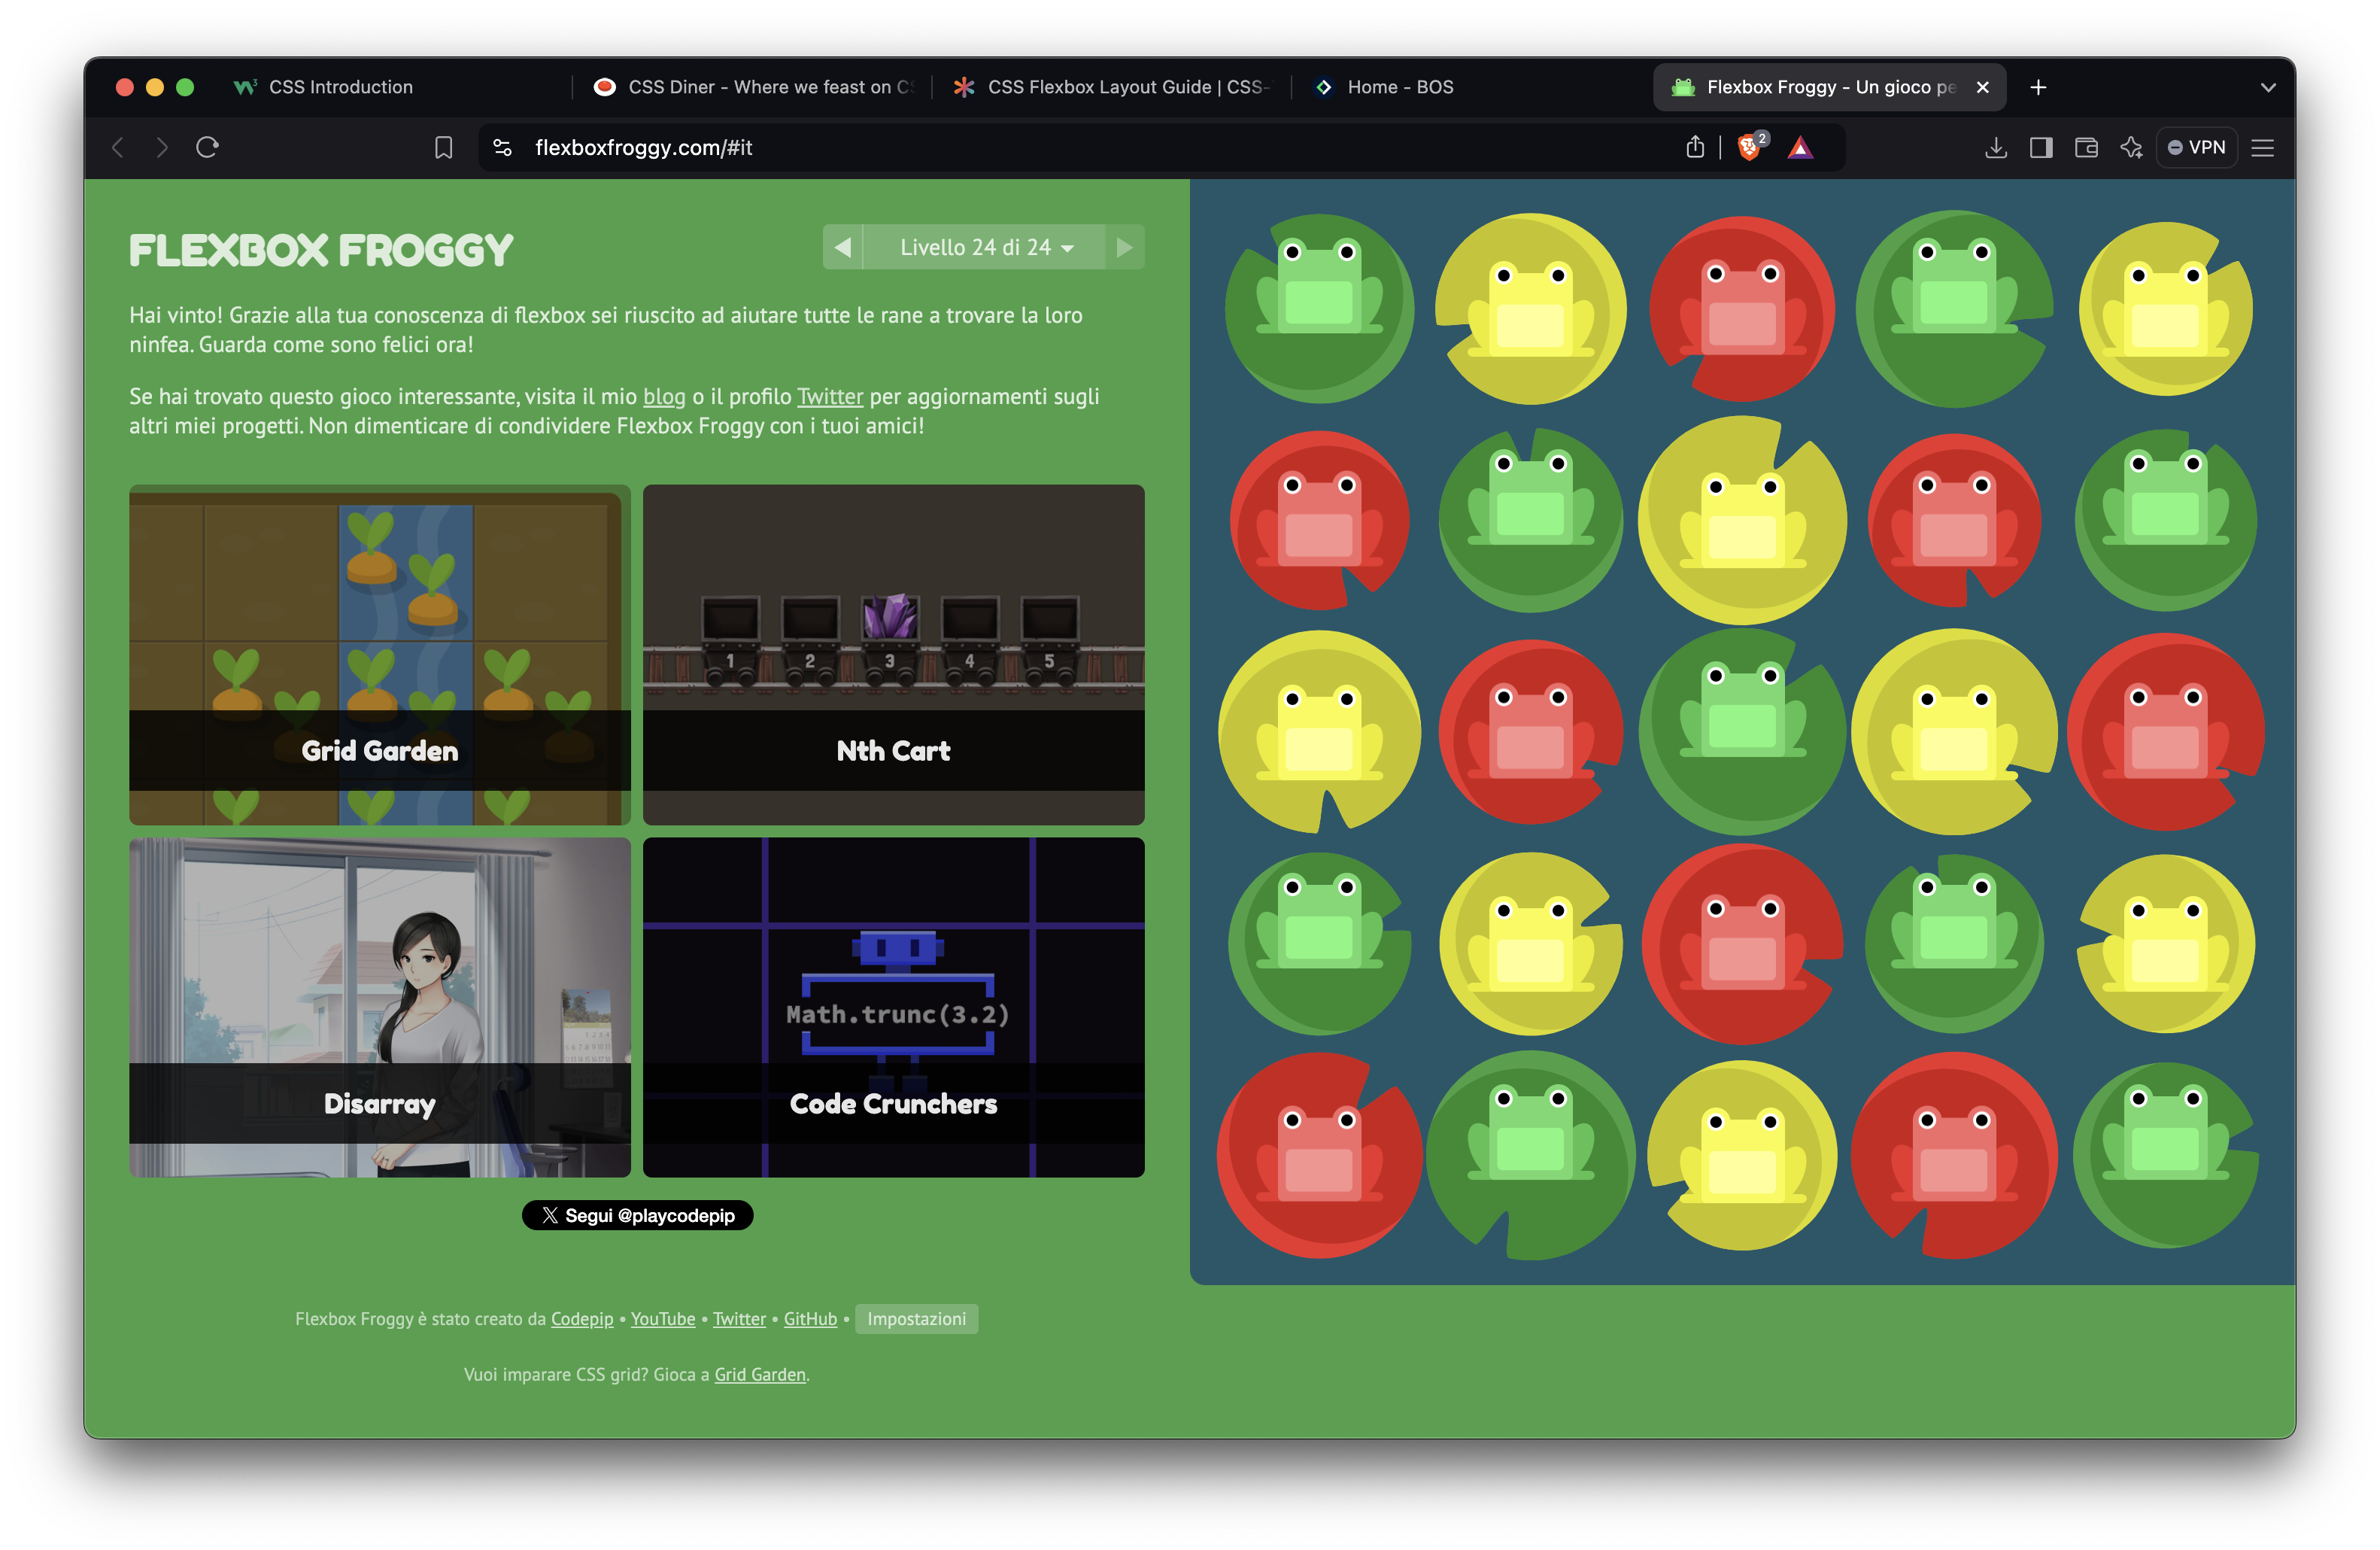 CSS Introduction
CSS Diner - Where we feast on CS
CSS Flexbox Layout Guide | CSS-
Home - BOS
Flexbox Froggy - Un gioco pe
flexboxfroggy.com/#it
2
VPN
FLEXBOX FROGGY
Livello 24 di 24
Hai vinto! Grazie alla tua conoscenza di flexbox sei riuscito ad aiutare tutte le rane a trovare la loro
ninfea. Guarda come sono felici ora!
Se hai trovato questo gioco interessante, visita il mio blog o il profilo Twitter per aggiornamenti sugli
altri miei progetti. Non dimenticare di condividere Flexbox Froggy con i tuoi amici!
1 2 3 4 5
Grid Garden
Nth Cart
Math.trunc(3.2)
Disarray
Code Crunchers
Segui @playcodepip
Flexbox Froggy è stato creato da Codepip • YouTube • Twitter • GitHub • Impostazioni
Vuoi imparare CSS grid? Gioca a Grid Garden.